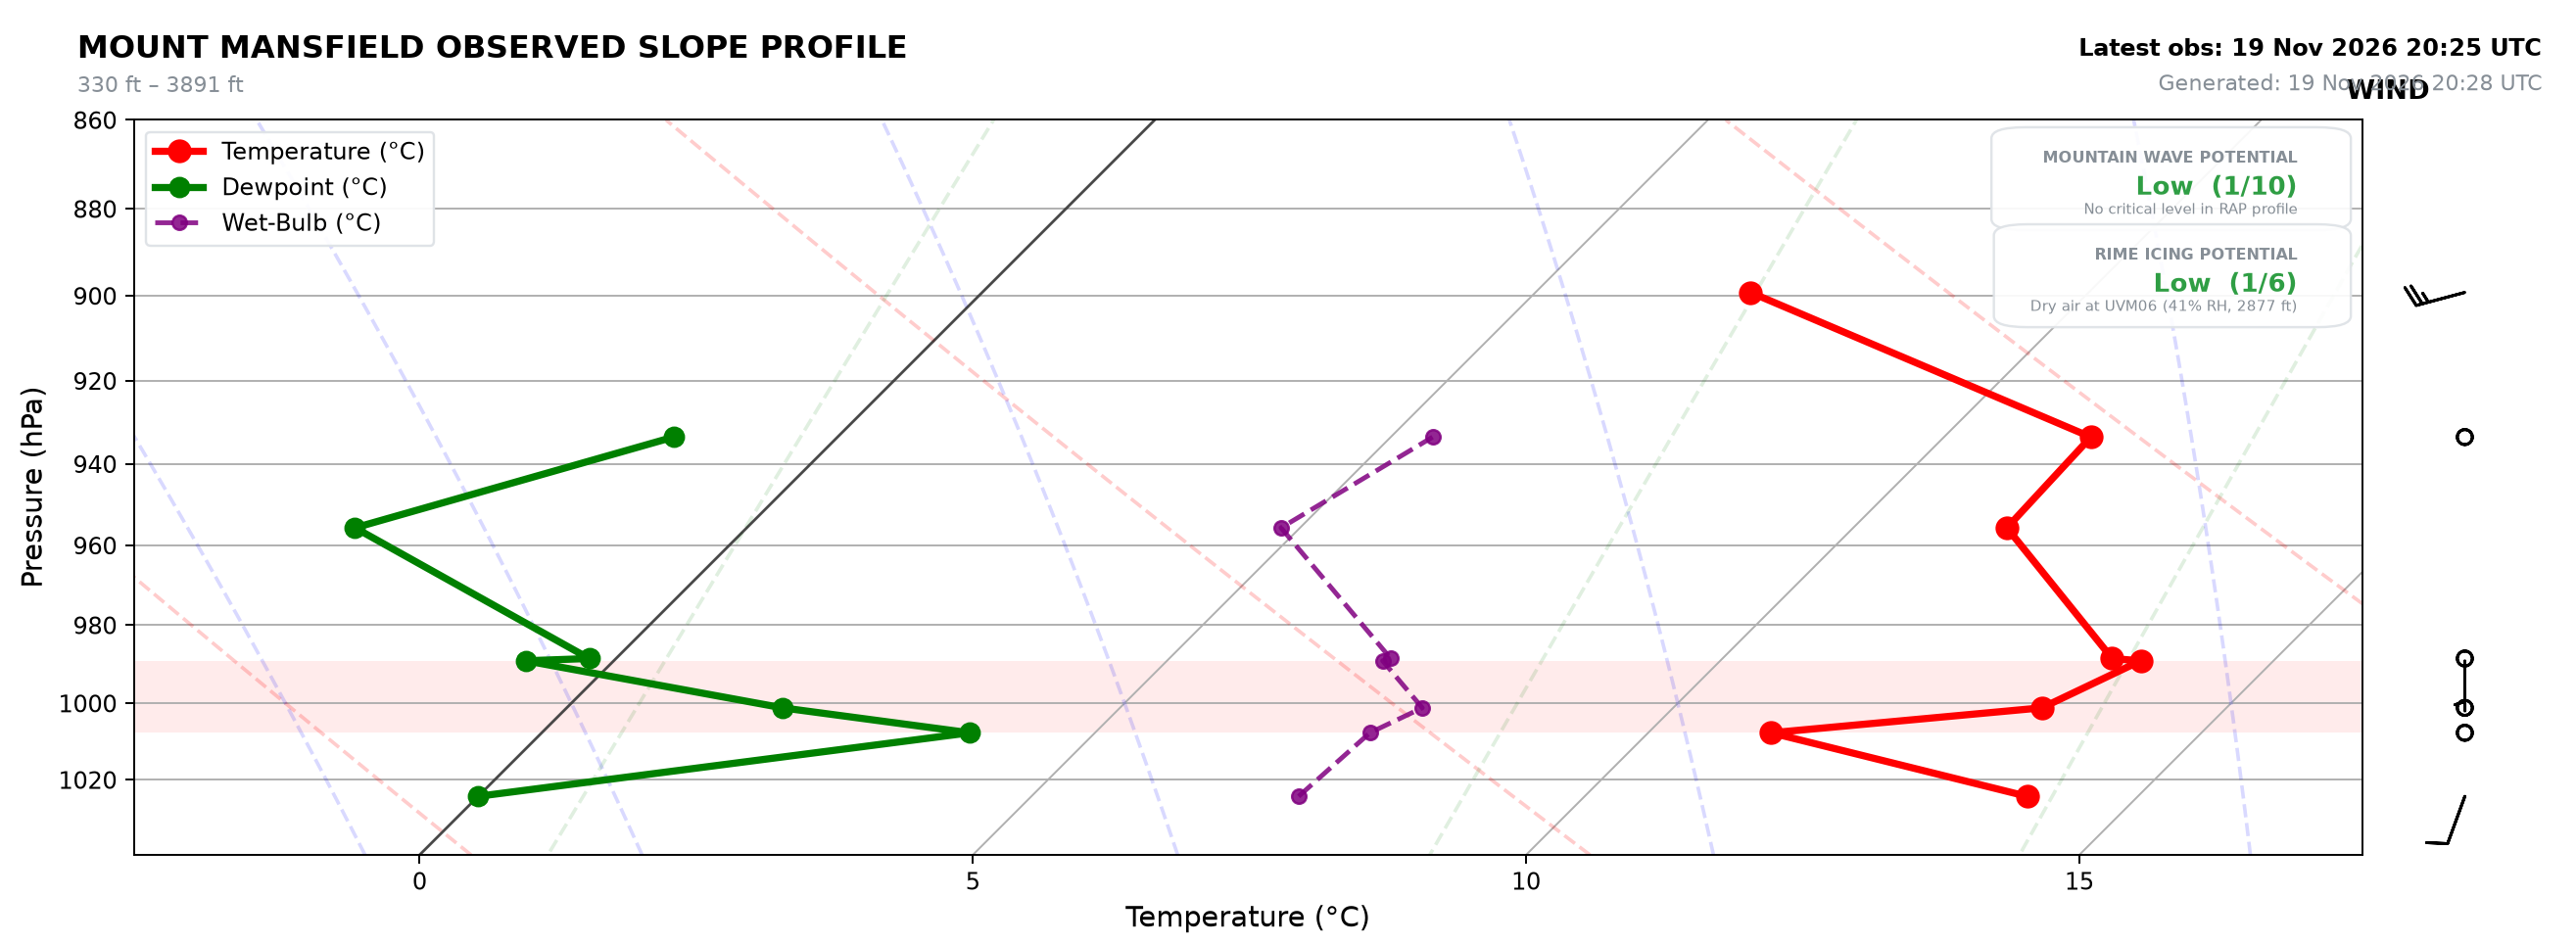 MOUNT MANSFIELD OBSERVED SLOPE PROFILE
330 ft – 3891 ft
Latest obs: 19 Nov 2026 20:25 UTC
Generated: 19 Nov 2026 20:28 UTC
WIND
Temperature (°C)
Dewpoint (°C)
Wet-Bulb (°C)
MOUNTAIN WAVE POTENTIAL
Low (1/10)
No critical level in RAP profile
RIME ICING POTENTIAL
Low (1/6)
Dry air at UVM06 (41% RH, 2877 ft)
Pressure (hPa)
860
880
900
920
940
960
980
1000
1020
0 5 10 15
Temperature (°C)